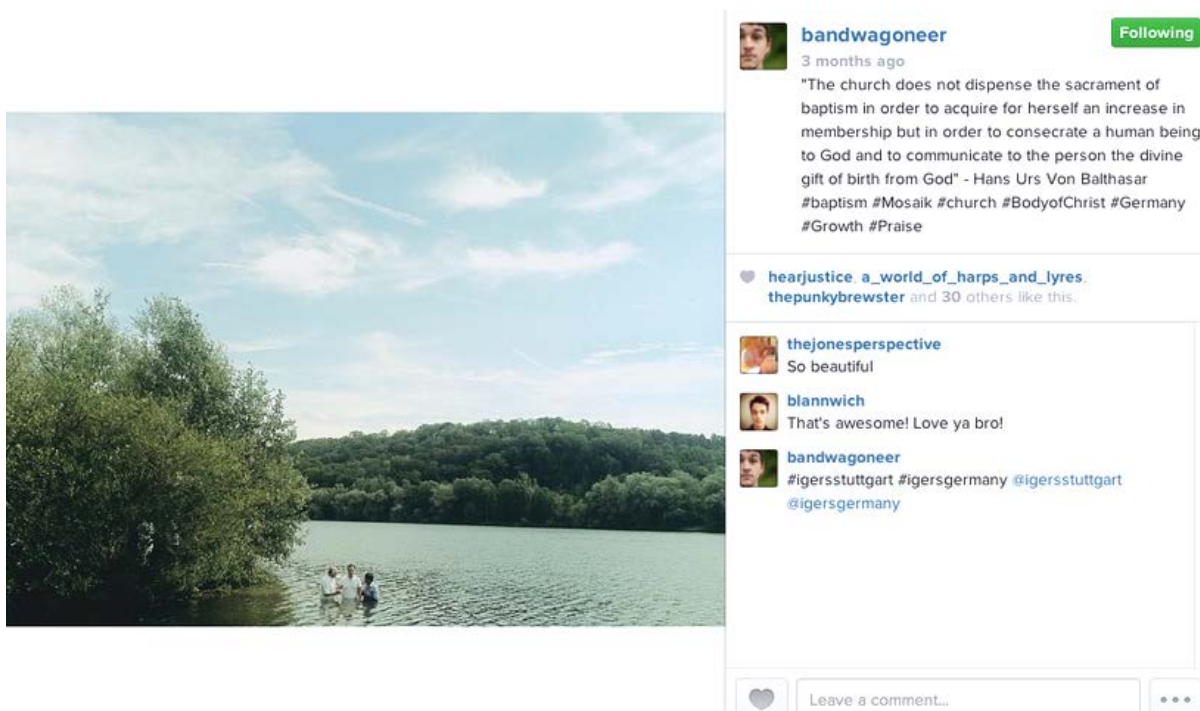 bandwagoneer
Following
3 months ago
"The church does not dispense the sacrament of
baptism in order to acquire for herself an increase in
membership but in order to consecrate a human being
to God and to communicate to the person the divine
gift of birth from God" - Hans Urs Von Balthasar
#baptism #Mosaik #church #BodyofChrist #Germany
#Growth #Praise
hearjustice, a_world_of_harps_and_lyres,
thepunkybrewster and 30 others like this.
thejonesperspective
So beautiful
blannwich
That's awesome! Love ya bro!
bandwagoneer
#igersstuttgart #igersgermany @igersstuttgart
@igersgermany
Leave a comment...